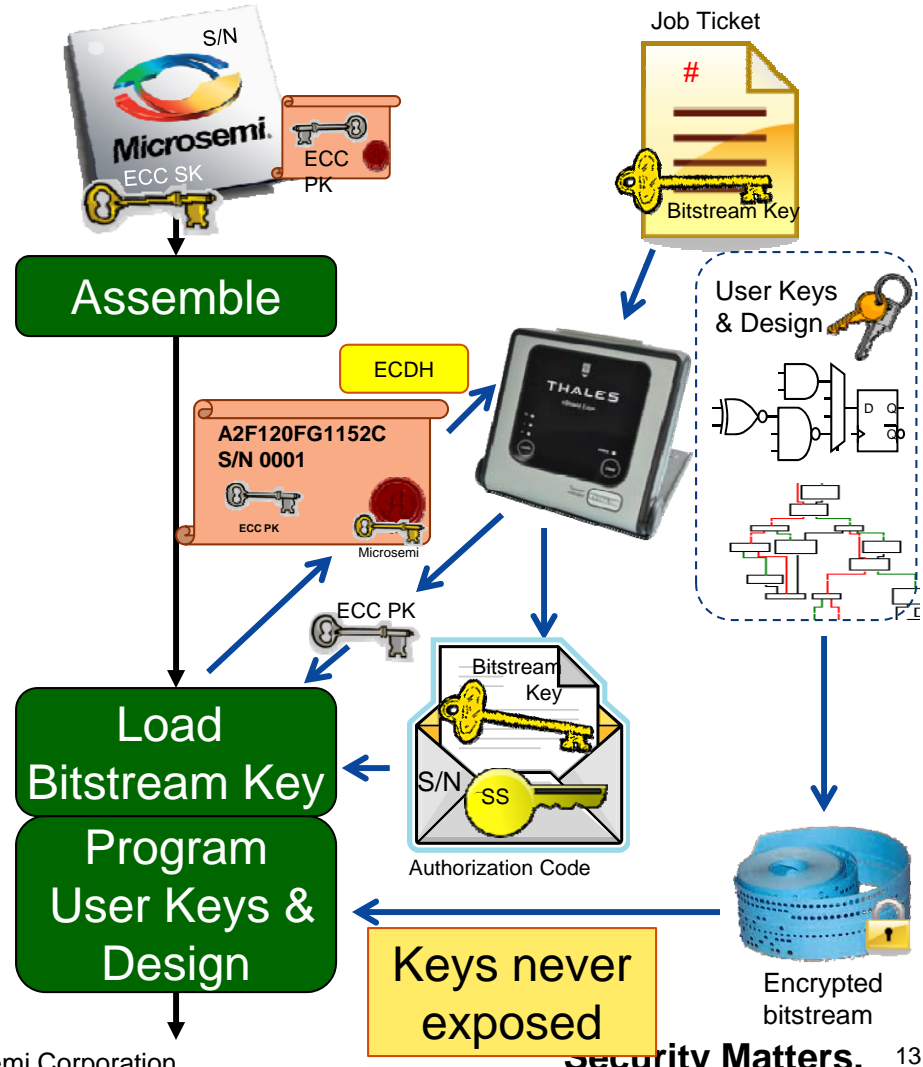 S/N
Microsemi.
ECC SK
ECC
PK
Job Ticket
#
Bitstream Key
Assemble
User Keys
& Design
D Q
Q
ECDH
THALES
A2F120FG1152C
S/N 0001
ECC PK
Microsemi
ECC PK
Bitstream
Key
S/N
SS
Authorization Code
Load
Bitstream Key
Program
User Keys &
Design
Keys never
exposed
Encrypted
bitstream
emi Corporation
Security Matters.
13